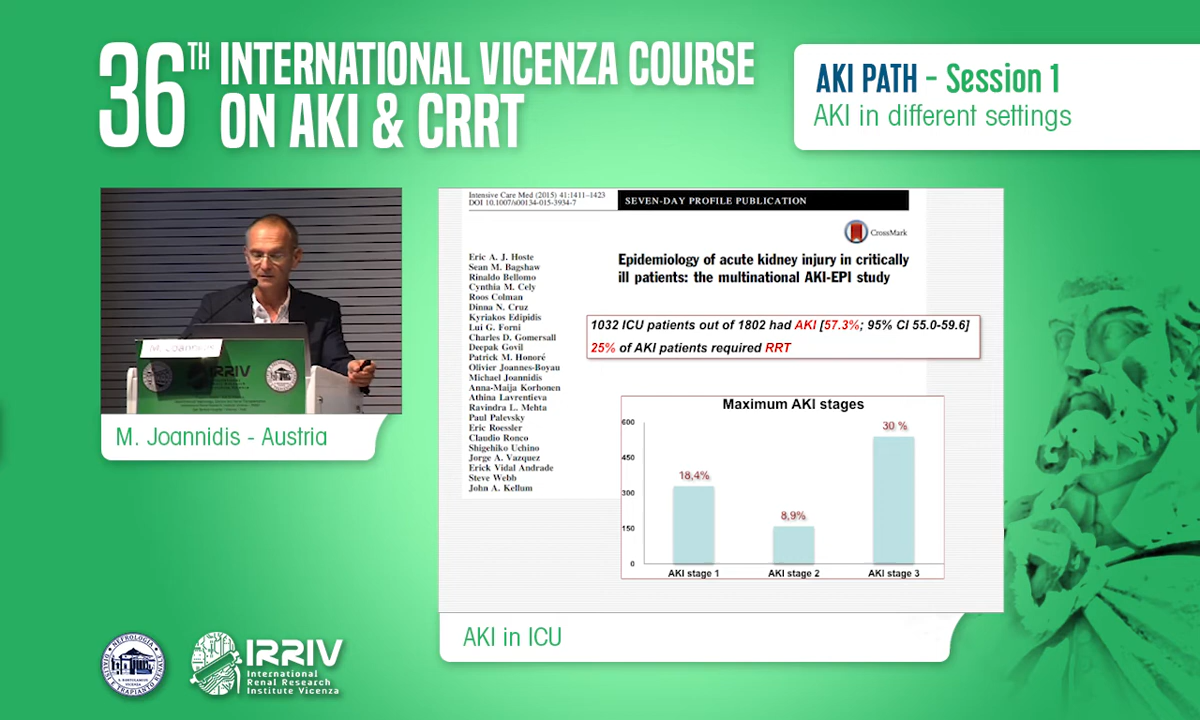 36TH INTERNATIONAL VICENZA COURSE
ON AKI & CRRT
AKI PATH - Session 1
AKI in different settings
M. Joannidis
IRRIV
M. Joannidis - Austria
Intensive Care Med (2015) 41:1411–1423
DOI 10.1007/s00134-015-3934-7
SEVEN-DAY PROFILE PUBLICATION
CrossMark
Eric A. J. Hoste
Sean M. Bagshaw
Rinaldo Bellomo
Cynthia M. Cely
Roos Colman
Dinna N. Cruz
Kyriakos Edipidis
Lui G. Forni
Charles D. Gomersall
Deepak Govil
Patrick M. Honoré
Olivier Joannes-Boyau
Michael Joannidis
Anna-Maija Korhonen
Athina Lavrentieva
Ravindra L. Mehta
Paul Palevsky
Eric Roessler
Claudio Ronco
Shigehiko Uchino
Jorge A. Vazquez
Erick Vidal Andrade
Steve Webb
John A. Kellum
Epidemiology of acute kidney injury in critically
ill patients: the multinational AKI-EPI study
1032 ICU patients out of 1802 had AKI [57.3%; 95% CI 55.0-59.6]
25% of AKI patients required RRT
Maximum AKI stages
600
450
300
150
0
18,4%
8,9%
30 %
AKI stage 1
AKI stage 2
AKI stage 3
AKI in ICU
NEFROLOGIA
DIALISI E TRAPIANTO RENALE
S. BORTOLO
VICENZA
IRRIV
International
Renal Research
Institute Vicenza